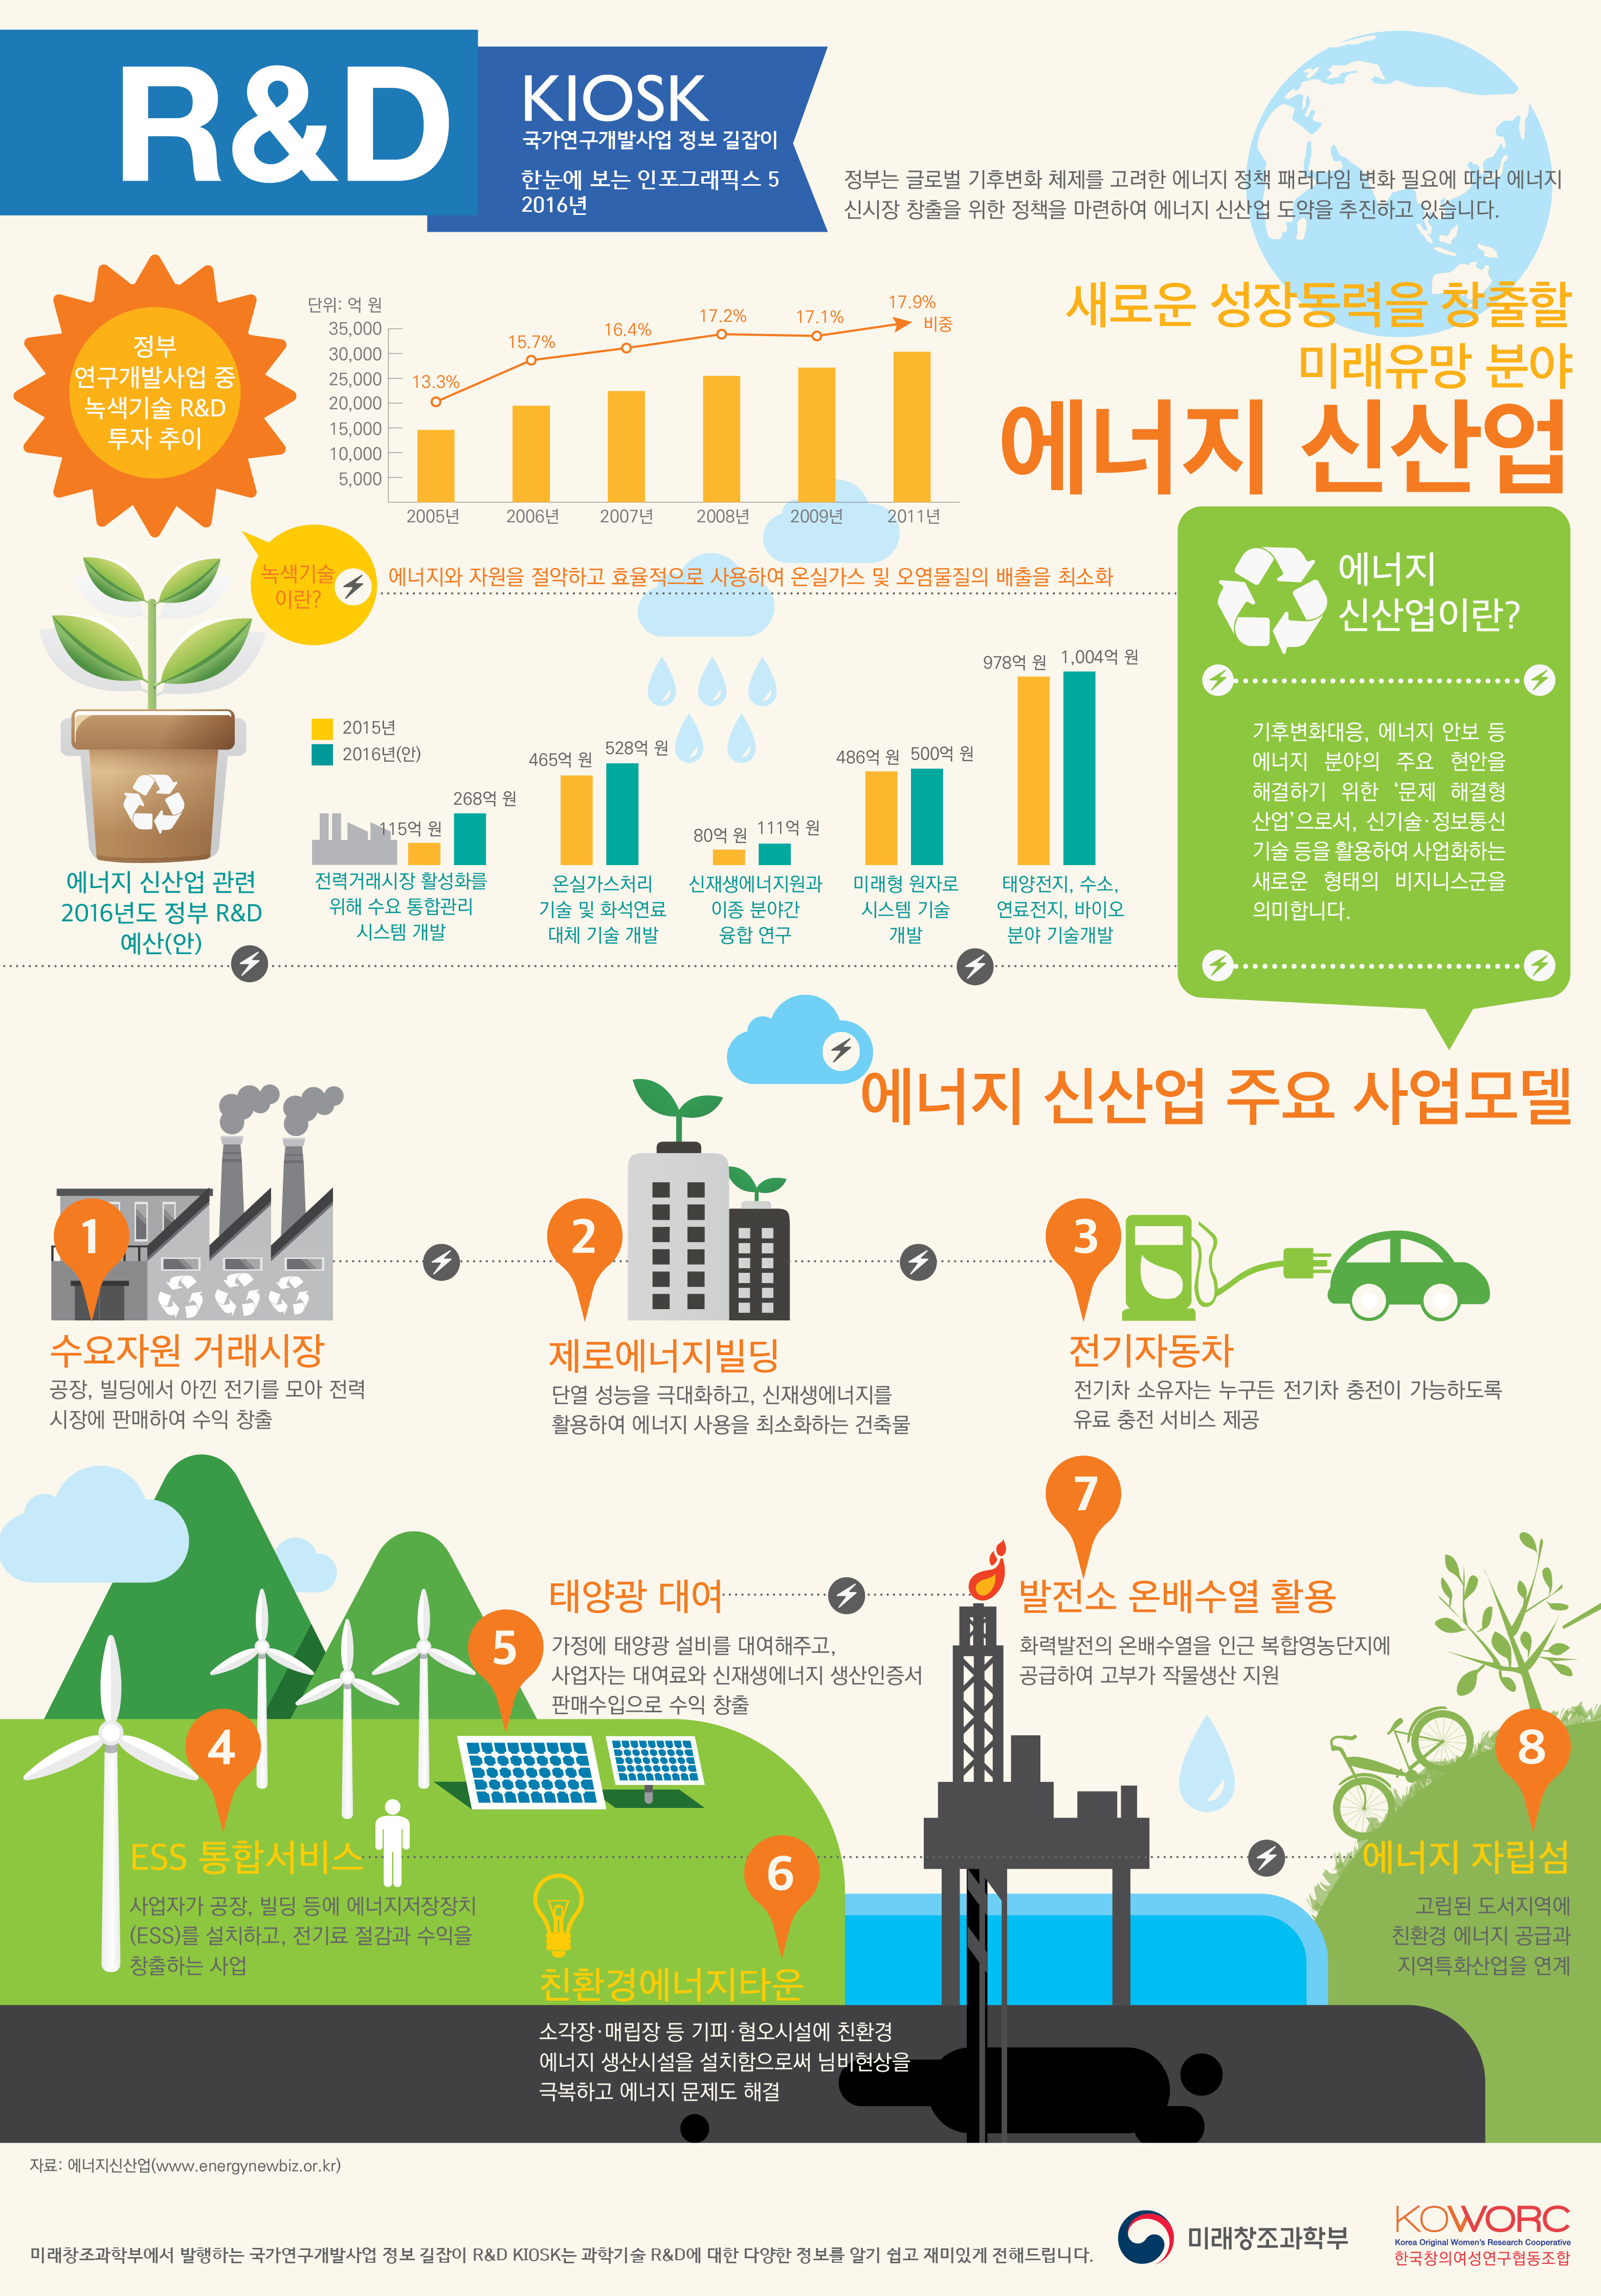 R&D
KIOSK
국가연구개발사업 정보 길잡이
한눈에 보는 인포그래픽스 5
2016년
정부는 글로벌 기후변화 체제를 고려한 에너지 정책 패러다임 변화 필요에 따라 에너지
신시장 창출을 위한 정책을 마련하여 에너지 신산업 도약을 추진하고 있습니다.
새로운 성장동력을 창출할
미래유망 분야
에너지 신산업
정부
연구개발사업 중
녹색기술 R&D
투자 추이
단위: 억 원
35,000
30,000
25,000
20,000
15,000
10,000
5,000
13.3%
15.7%
16.4%
17.2%
17.1%
17.9%
비중
2005년
2006년
2007년
2008년
2009년
2011년
녹색기술
이란?
에너지와 자원을 절약하고 효율적으로 사용하여 온실가스 및 오염물질의 배출을 최소화
에너지
신산업이란?
기후변화대응, 에너지 안보 등
에너지 분야의 주요 현안을
해결하기 위한 ‘문제 해결형
산업’으로서, 신기술·정보통신
기술 등을 활용하여 사업화하는
새로운 형태의 비지니스군을
의미합니다.
에너지 신산업 관련
2016년도 정부 R&D
예산(안)
2015년
2016년(안)
115억 원
268억 원
전력거래시장 활성화를
위해 수요 통합관리
시스템 개발
465억 원
528억 원
온실가스처리
기술 및 화석연료
대체 기술 개발
80억 원
111억 원
신재생에너지원과
이종 분야간
융합 연구
486억 원
500억 원
미래형 원자로
시스템 기술
개발
978억 원
1,004억 원
태양전지, 수소,
연료전지, 바이오
분야 기술개발
에너지 신산업 주요 사업모델
1
수요자원 거래시장
공장, 빌딩에서 아낀 전기를 모아 전력
시장에 판매하여 수익 창출
2
제로에너지빌딩
단열 성능을 극대화하고, 신재생에너지를
활용하여 에너지 사용을 최소화하는 건축물
3
전기자동차
전기차 소유자는 누구든 전기차 충전이 가능하도록
유료 충전 서비스 제공
4
ESS 통합서비스
사업자가 공장, 빌딩 등에 에너지저장장치
(ESS)를 설치하고, 전기료 절감과 수익을
창출하는 사업
5
태양광 대여
가정에 태양광 설비를 대여해주고,
사업자는 대여료와 신재생에너지 생산인증서
판매수입으로 수익 창출
6
친환경에너지타운
소각장·매립장 등 기피·혐오시설에 친환경
에너지 생산시설을 설치함으로써 님비현상을
극복하고 에너지 문제도 해결
7
발전소 온배수열 활용
화력발전의 온배수열을 인근 복합영농단지에
공급하여 고부가 작물생산 지원
8
에너지 자립섬
고립된 도서지역에
친환경 에너지 공급과
지역특화산업을 연계
자료: 에너지신산업(www.energynewbiz.or.kr)
미래창조과학부에서 발행하는 국가연구개발사업 정보 길잡이 R&D KIOSK는 과학기술 R&D에 대한 다양한 정보를 알기 쉽고 재미있게 전해드립니다.
미래창조과학부
KOWORC
Korea Original Women's Research Cooperative
한국창의여성연구협동조합